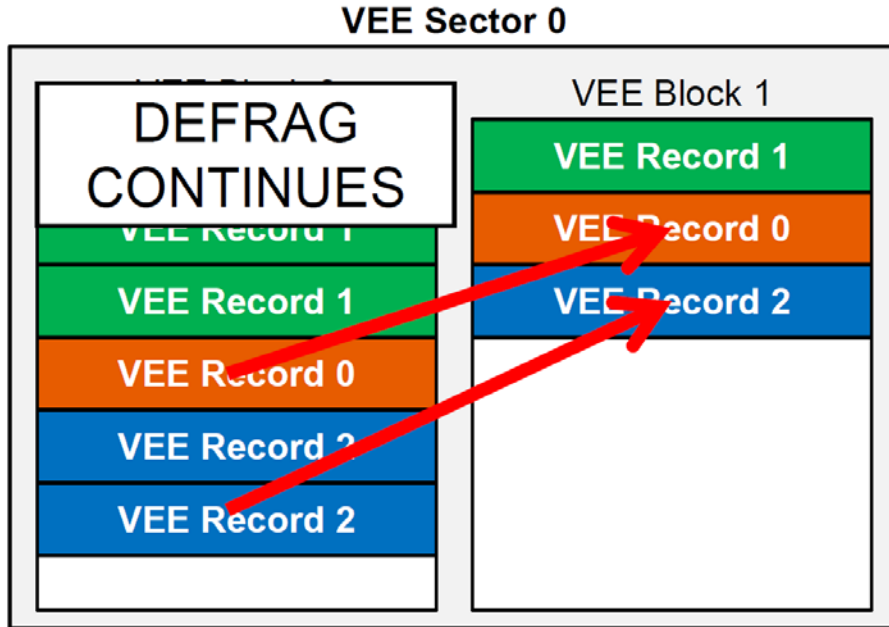 VEE Sector 0
DEFRAG
CONTINUES
VEE Record 1
VEE Record 1
VEE Record 0
VEE Record 2
VEE Record 2
VEE Block 1
VEE Record 1
VEE Record 0
VEE Record 2